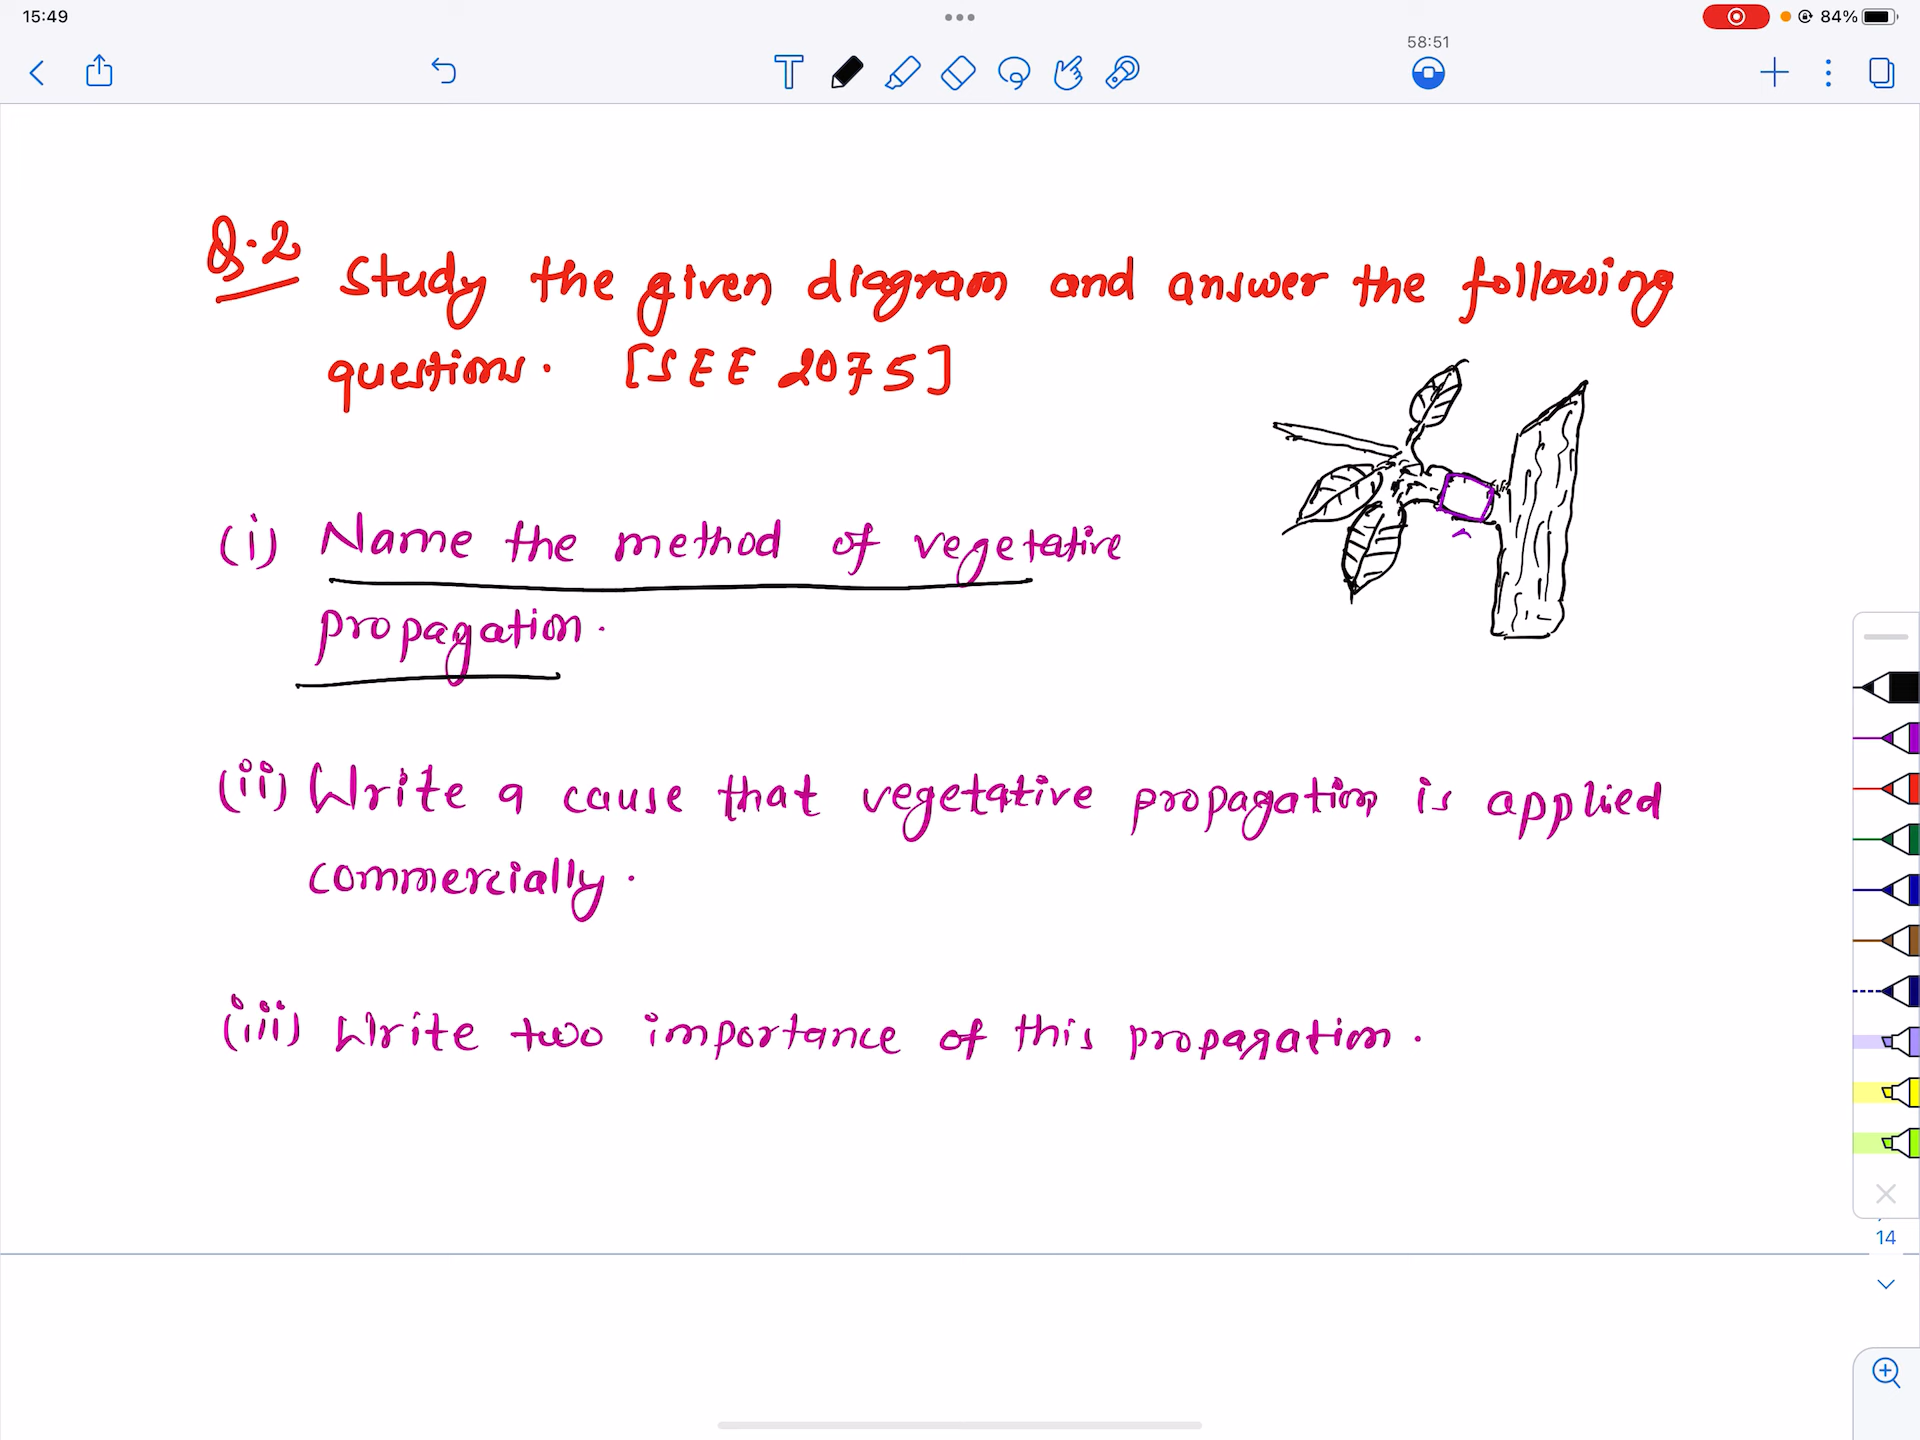 15:49
84%
58:51
Q.2 Study the given diagram and answer the following
questions. [SEE 2075]
(i) Name the method of vegetative
propagation.
(ii) Write a cause that vegetative propagation is applied
commercially.
(iii) Write two importance of this propagation.
14